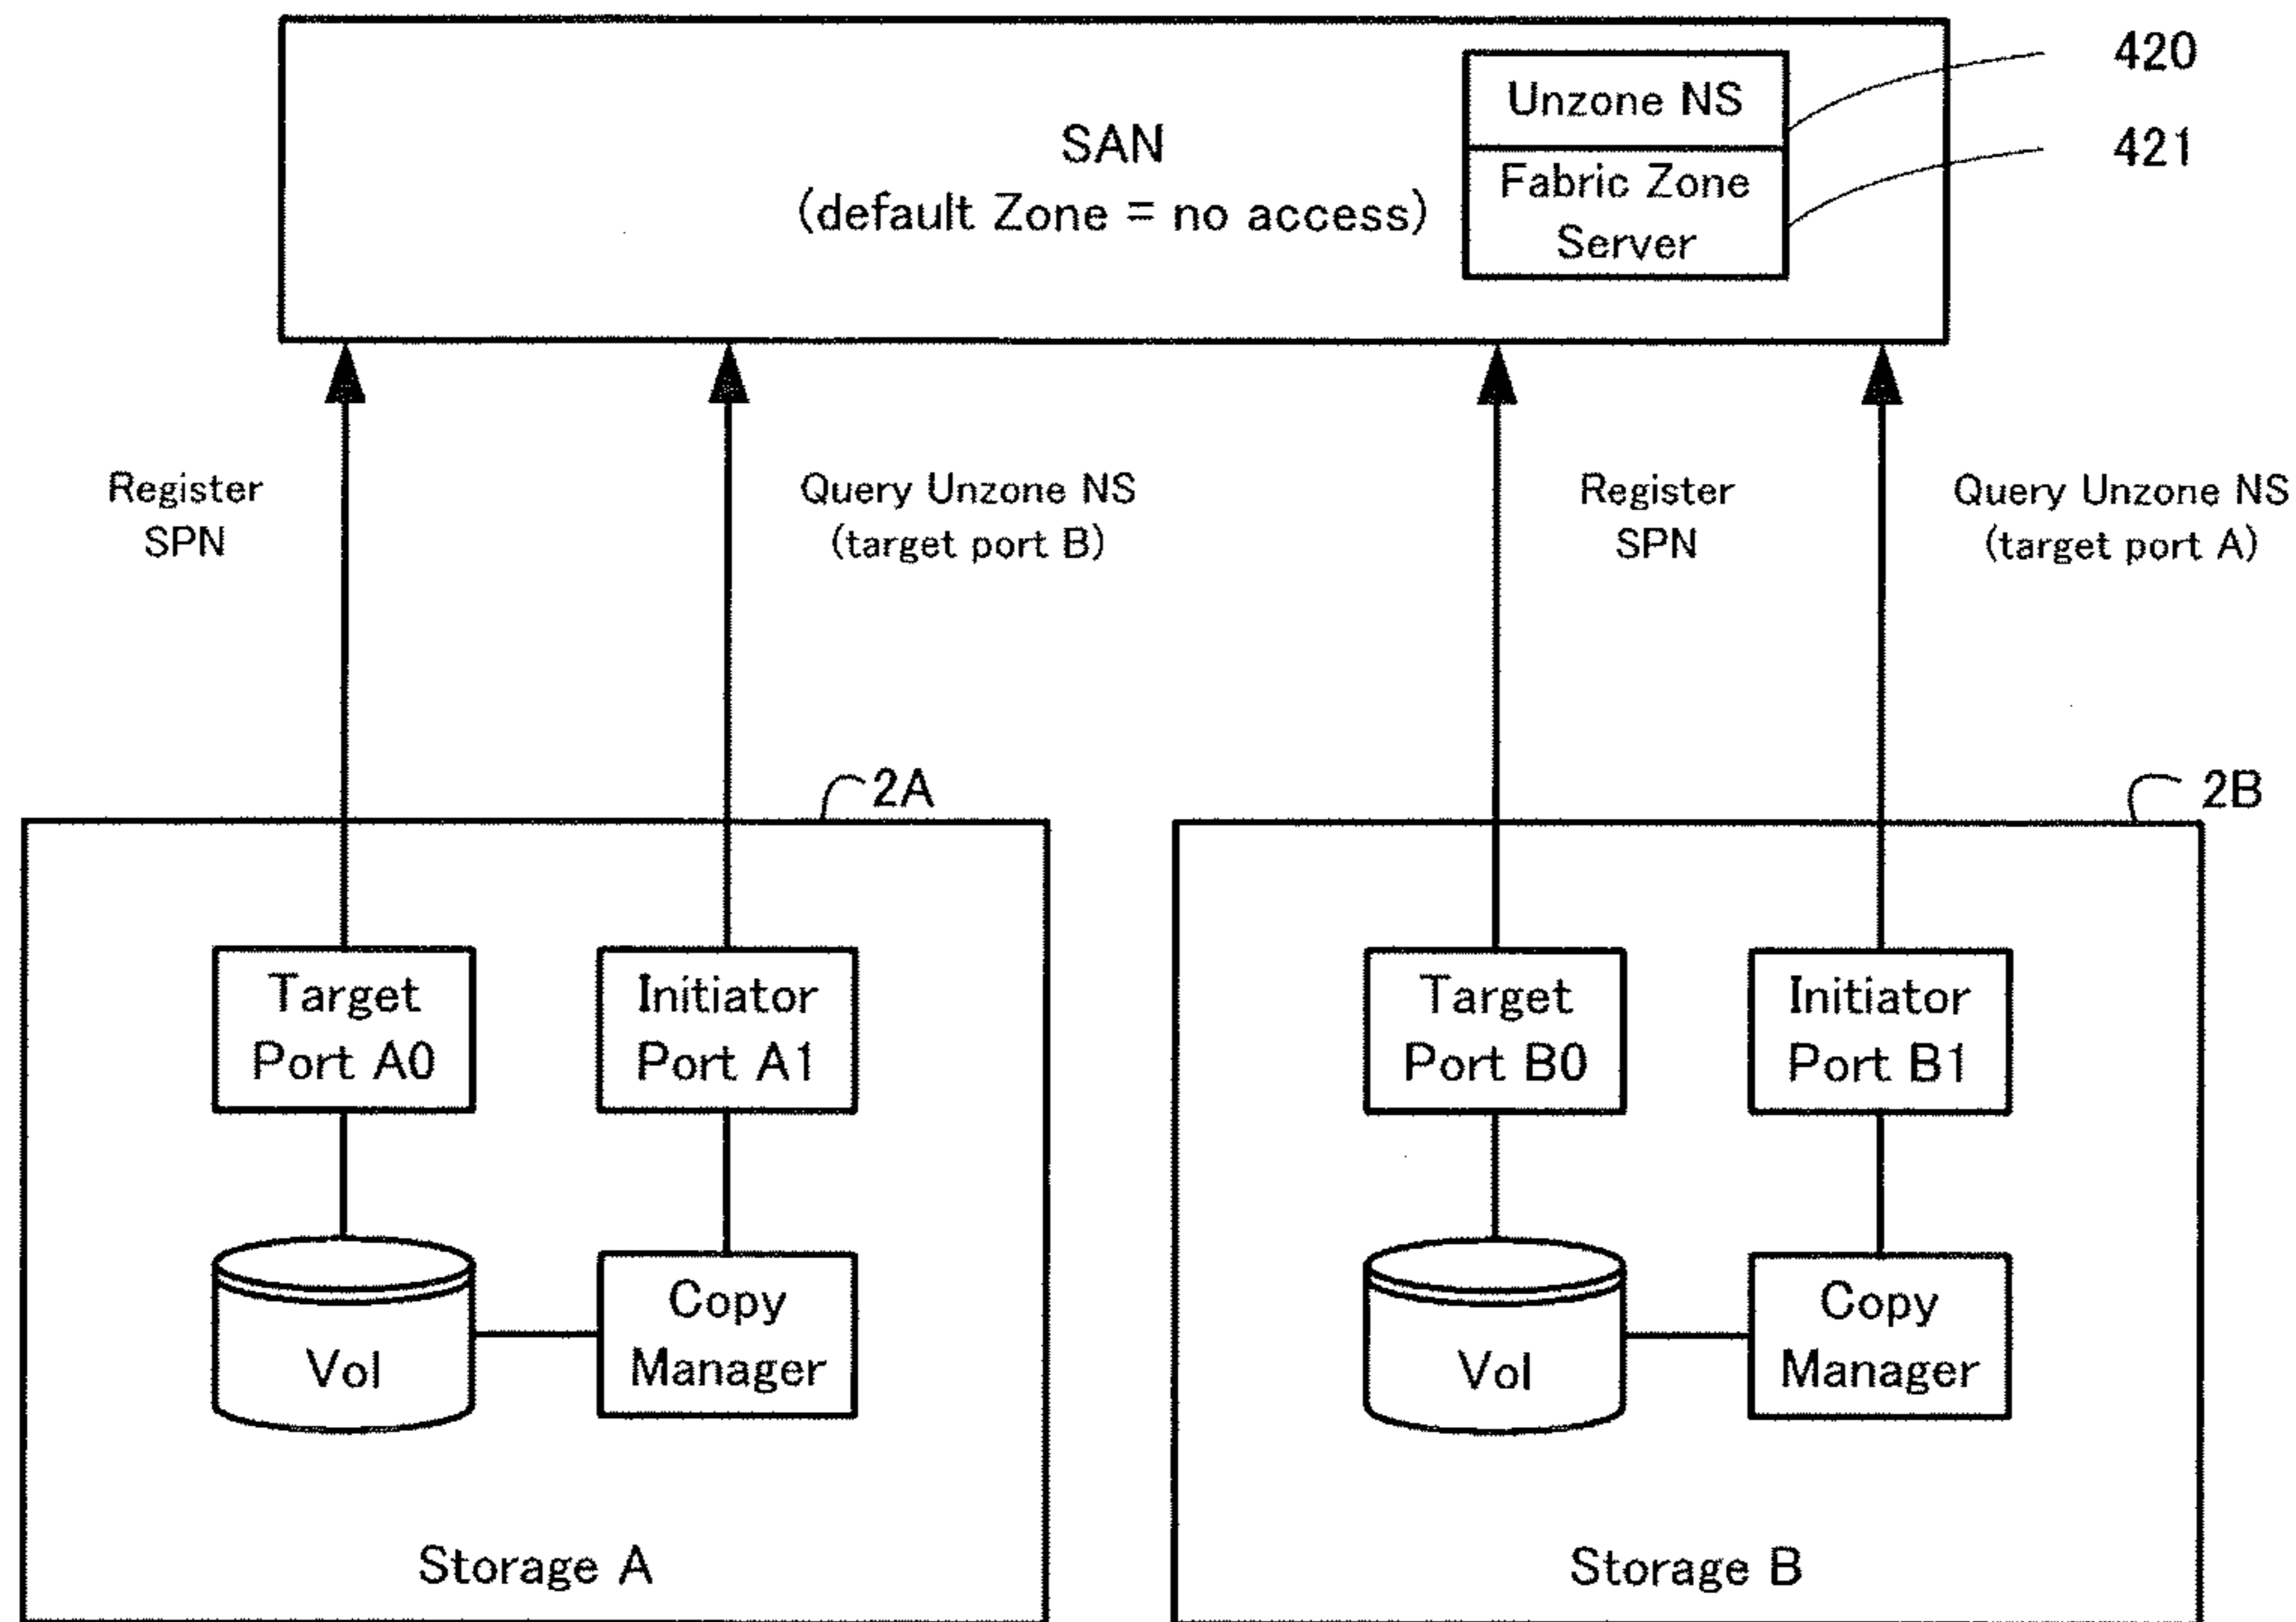 420
Unzone NS
SAN
421
Fabric Zone
(default Zone = no access)
Server
Register
SPN
Query Unzone NS
(target port B)
Register
SPN
Query Unzone NS
(target port A)
2A
2B
Target
Port A0
Initiator
Port A1
Target
Port B0
Initiator
Port B1
Vol
Copy
Manager
Vol
Copy
Manager
Storage A
Storage B